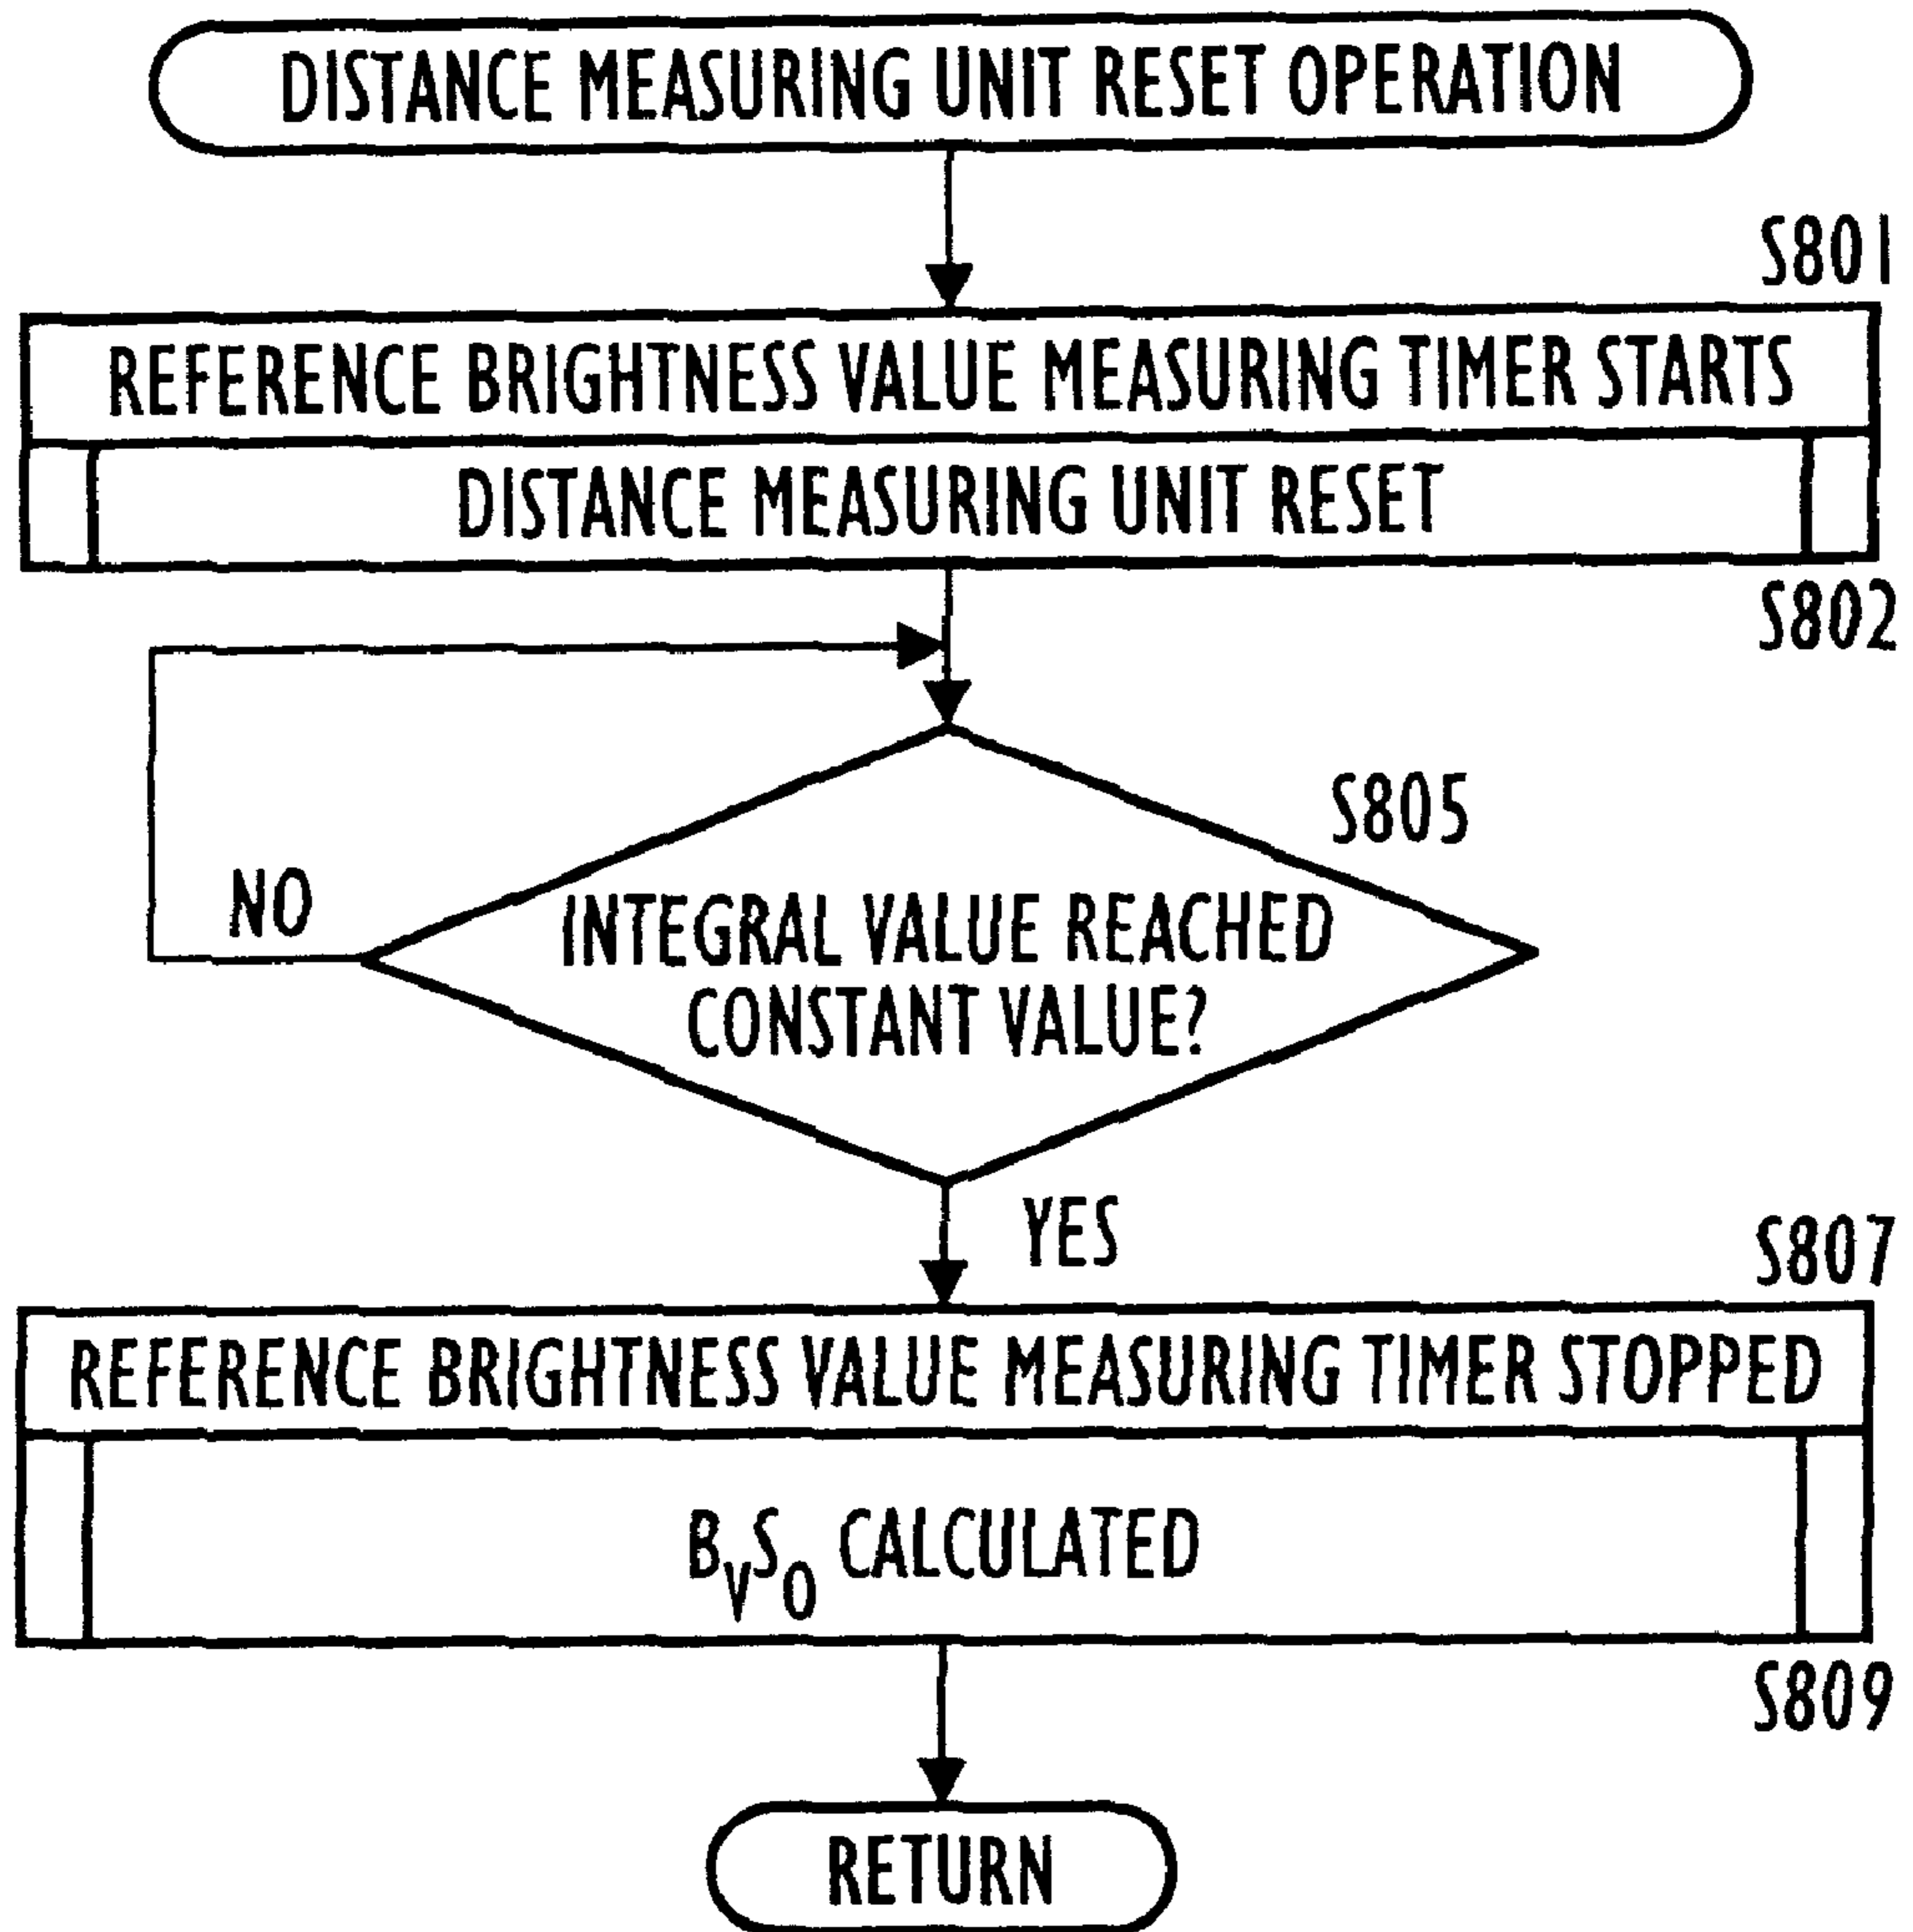 DISTANCE MEASURING UNIT RESET OPERATION
S801
REFERENCE BRIGHTNESS VALUE MEASURING TIMER STARTS
DISTANCE MEASURING UNIT RESET
S802
S805
NO
INTEGRAL VALUE REACHED
CONSTANT VALUE?
YES
S807
REFERENCE BRIGHTNESS VALUE MEASURING TIMER STOPPED
BVS0 CALCULATED
S809
RETURN